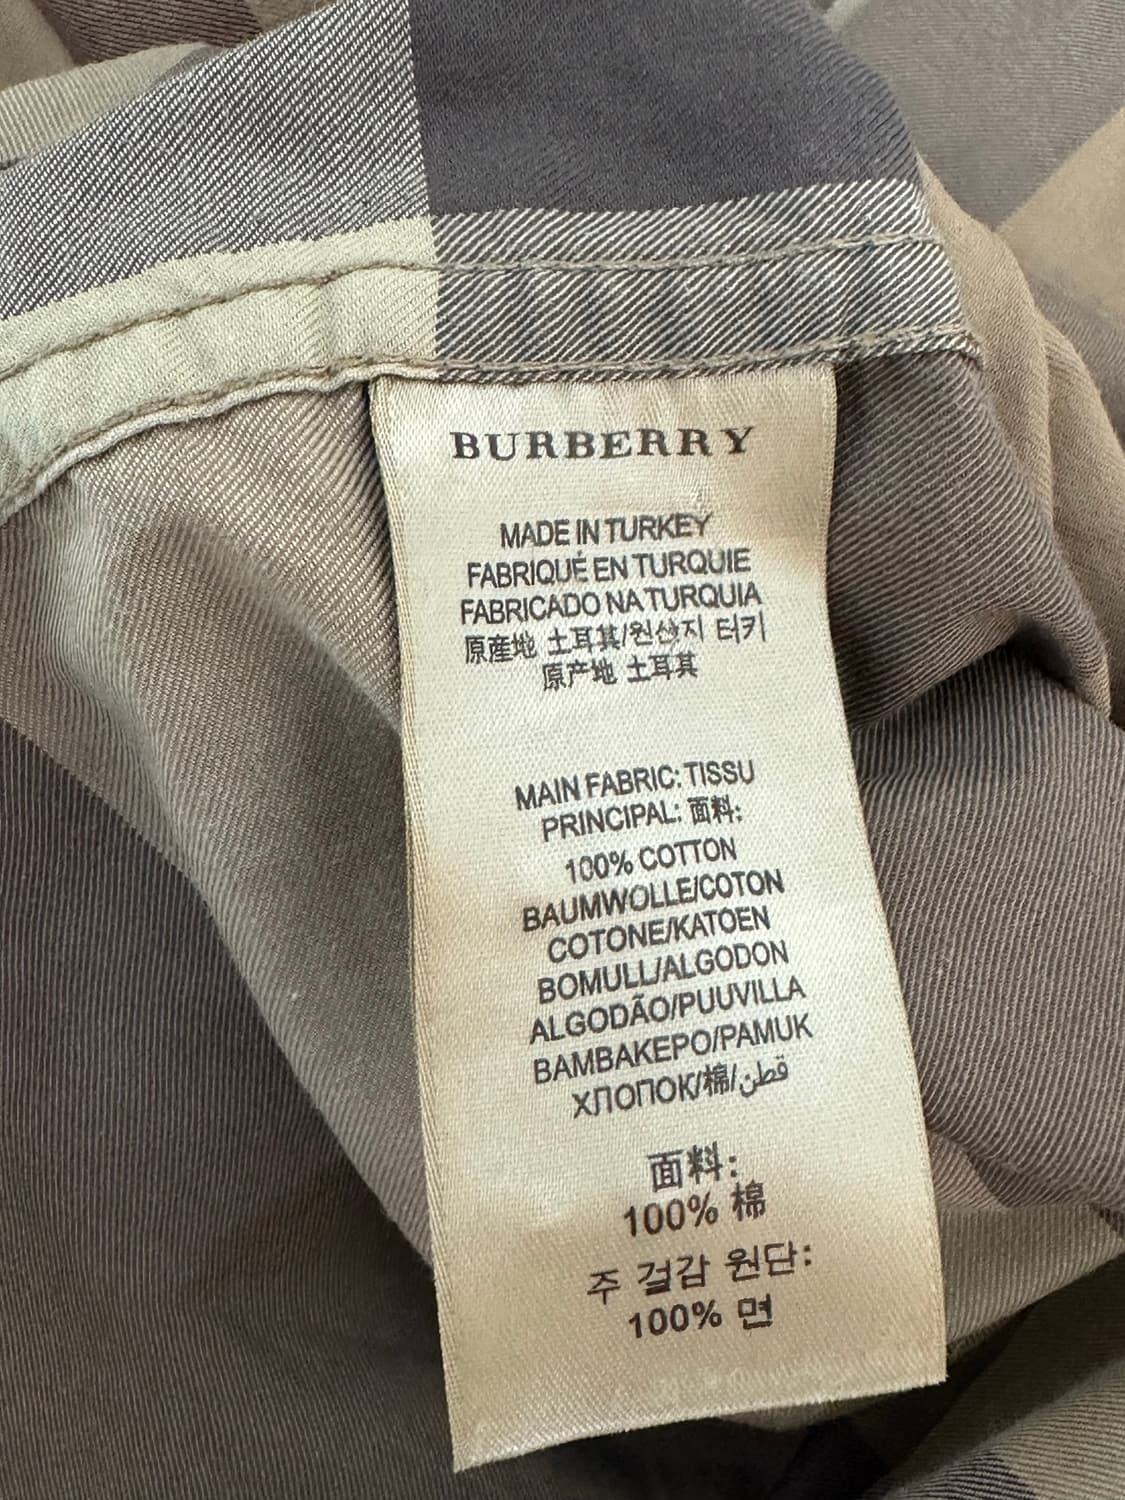 BURBERRY
MADE IN TURKEY
FABRIQUÉ EN TURQUIE
FABRICADO NA TURQUIA
原産地 土耳其/원산지 터키
原产地 土耳其
MAIN FABRIC: TISSU
PRINCIPAL: 面料:
100% COTTON
BAUMWOLLE/COTON
COTONE/KATOEN
BOMULL/ALGODON
ALGODÃO/PUUVILLA
BAMBAKEPO/PAMUK
ХЛОПОК/棉/قطن
面料:
100% 棉
주 겉감 원단:
100% 면